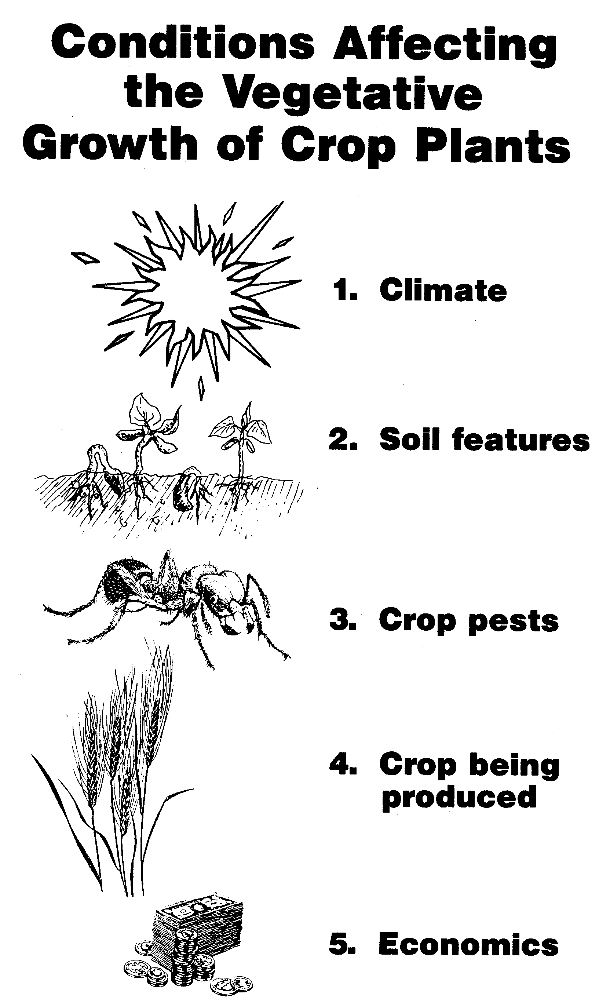 Conditions Affecting
the Vegetative
Growth of Crop Plants
1. Climate
2. Soil features
3. Crop pests
4. Crop being
produced
5. Economics